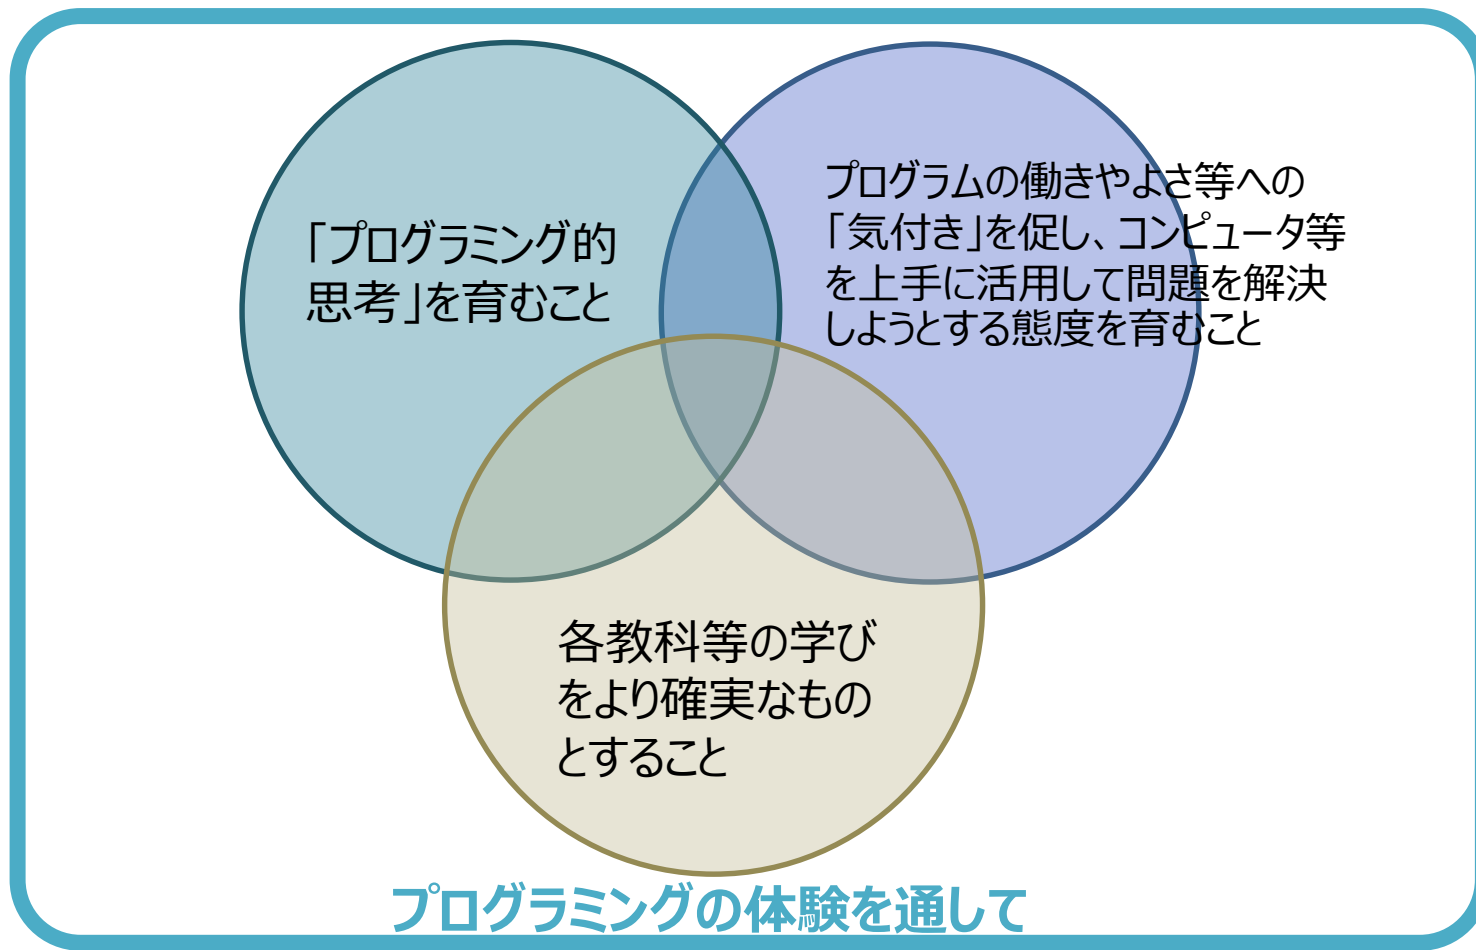 「プログラミング的
思考」を育むこと
プログラムの働きやよさ等への
「気付き」を促し、コンピュータ等
を上手に活用して問題を解決
しようとする態度を育むこと
各教科等の学び
をより確実なもの
とすること
プログラミングの体験を通して